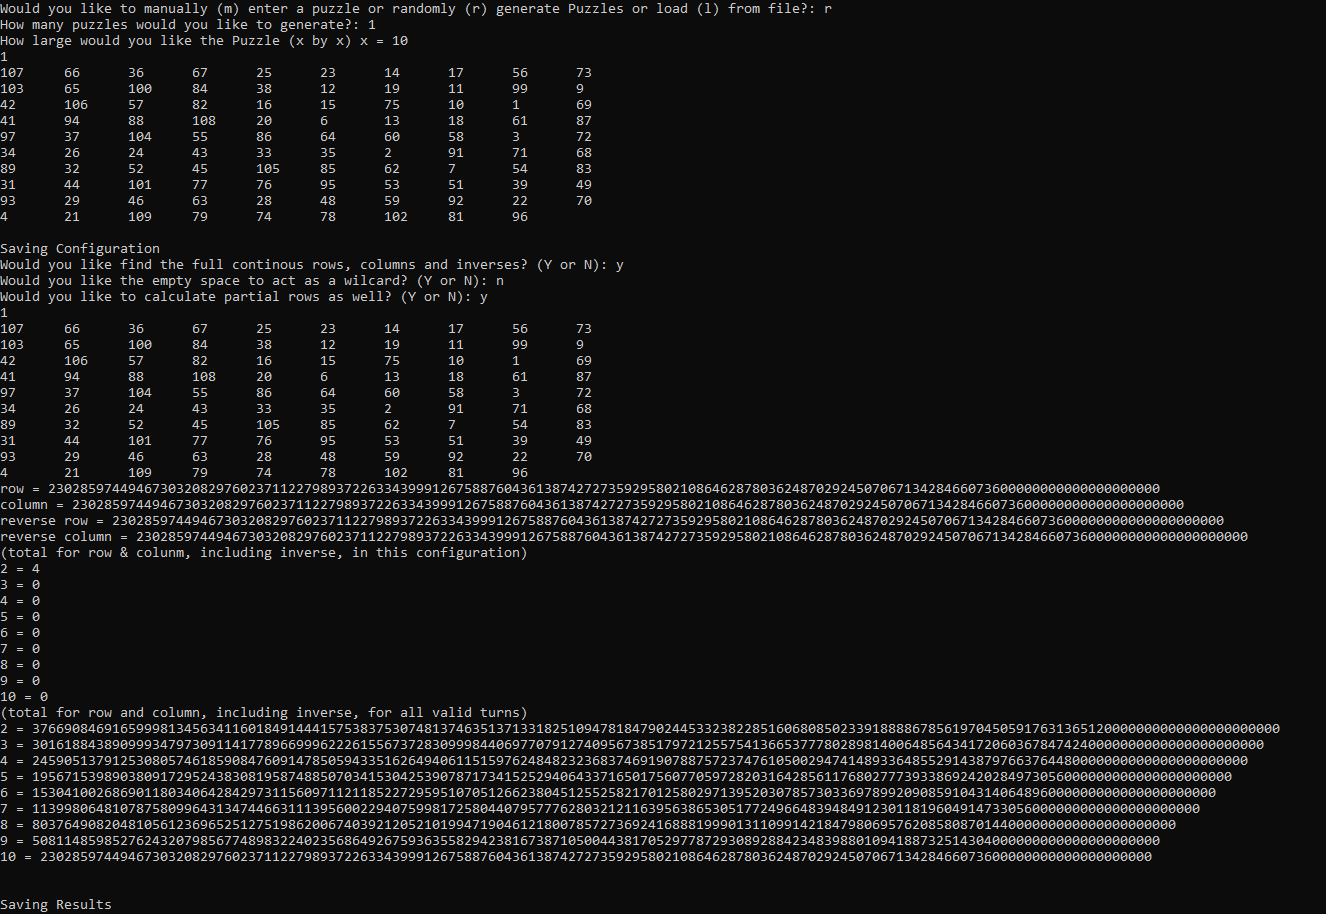 Would you like to manually (m) enter a puzzle or randomly (r) generate Puzzles or load (l) from file?: r
How many puzzles would you like to generate?: 1
How large would you like the Puzzle (x by x) x = 10
1
107 66 36 67 25 23 14 17 56 73
103 65 100 84 38 12 19 11 99 9
42 106 57 82 16 15 75 10 1 69
41 94 88 108 20 6 13 18 61 87
97 37 104 55 86 64 60 58 3 72
34 26 24 43 33 35 2 91 71 68
89 32 52 45 105 85 62 7 54 83
31 44 101 77 76 95 53 51 39 49
93 29 46 63 28 48 59 92 22 70
4 21 109 79 74 78 102 81 96
Saving Configuration
Would you like find the full continous rows, columns and inverses? (Y or N): y
Would you like the empty space to act as a wilcard? (Y or N): n
Would you like to calculate partial rows as well? (Y or N): y
1
107 66 36 67 25 23 14 17 56 73
103 65 100 84 38 12 19 11 99 9
42 106 57 82 16 15 75 10 1 69
41 94 88 108 20 6 13 18 61 87
97 37 104 55 86 64 60 58 3 72
34 26 24 43 33 35 2 91 71 68
89 32 52 45 105 85 62 7 54 83
31 44 101 77 76 95 53 51 39 49
93 29 46 63 28 48 59 92 22 70
4 21 109 79 74 78 102 81 96
row = 2302859744946730320829760237112279893722633439991267588760436138742727359295802108646287803624870292450706713428466073600000000000000000000
column = 2302859744946730320829760237112279893722633439991267588760436138742727359295802108646287803624870292450706713428466073600000000000000000000
reverse row = 2302859744946730320829760237112279893722633439991267588760436138742727359295802108646287803624870292450706713428466073600000000000000000000
reverse column = 2302859744946730320829760237112279893722633439991267588760436138742727359295802108646287803624870292450706713428466073600000000000000000000
(total for row & colunm, including inverse, in this configuration)
2 = 4
3 = 0
4 = 0
5 = 0
6 = 0
7 = 0
8 = 0
9 = 0
10 = 0
(total for row and column, including inverse, for all valid turns)
2 = 376690846916599981345634116018491444157538375307481374635137133182510947818479024453323822851606808502339188886785619704505917631365120000000000000000000000
3 = 3016188438909993479730911417789669996222615567372830999844069770791274095673851797212557541366537778028981400648564341720603678474240000000000000000000000
4 = 24590513791253080574618590847609147850594335162649406115159762484823236837469190788757237476105002947414893364855291438797663764480000000000000000000000
5 = 195671539890380917295243830819587488507034153042539078717341525294064337165017560770597282031642856117680277739338692420284973056000000000000000000000
6 = 1530410026869011803406428429731156097112118522729595107051266238045125525821701258029713952030785730336978992090859104314064896000000000000000000000
7 = 11399806481078758099643134744663111395600229407599817258044079577762803212116395638653051772496648394849123011819604914733056000000000000000000000
8 = 80376490820481056123696525127519862006740392120521019947190461218007857273692416888199901311099142184798069576208580870144000000000000000000000
9 = 508114859852762432079856774898322402356864926759363558294238167387105004438170529778729308928842348398801094188732514304000000000000000000000
10 = 2302859744946730320829760237112279893722633439991267588760436138742727359295802108646287803624870292450706713428466073600000000000000000000
Saving Results